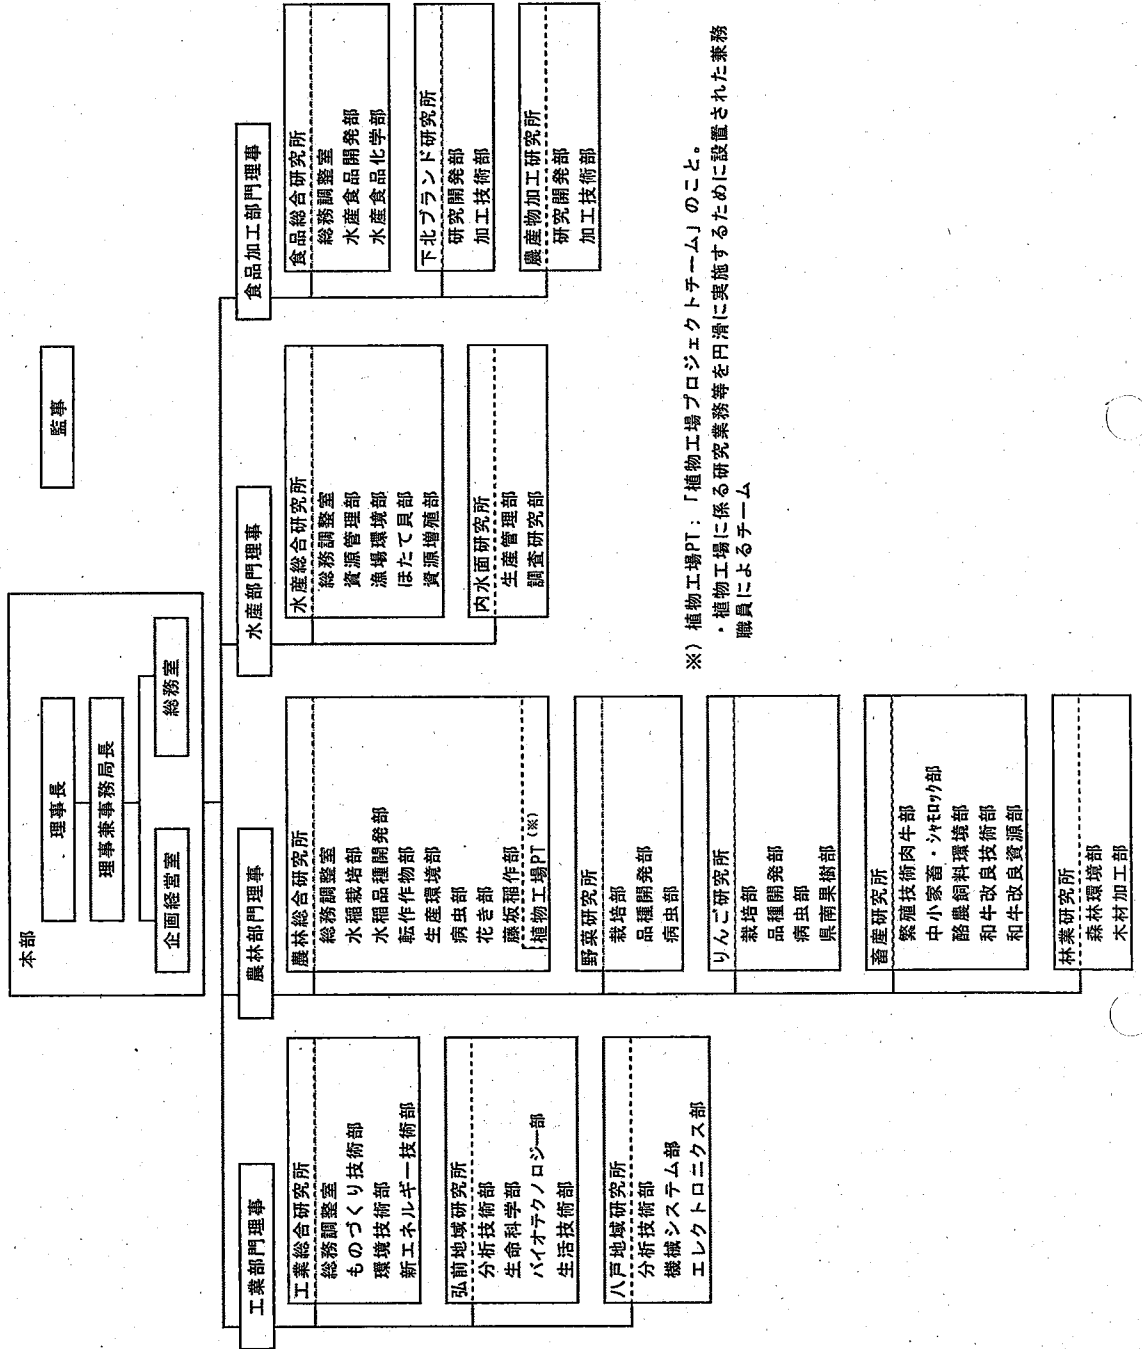 本部
理事長
理事兼事務局長
企画経営室
総務室
監事
工業部門理事
工業総合研究所
総務調整室
ものづくり技術部
環境技術部
新エネルギー技術部
弘前地域研究所
分析技術部
生命科学部
バイオテクノロジー部
生活技術部
八戸地域研究所
分析技術部
機械システム部
エレクトロニクス部
農林部門理事
農林総合研究所
総務調整室
水稲栽培部
水稲品種開発部
転作作物部
生産環境部
病虫部
花き部
藤坂稲作部
植物工場PT(※)
野菜研究所
栽培部
品種開発部
病虫部
りんご研究所
栽培部
品種開発部
病虫部
県南果樹部
畜産研究所
繁殖技術肉牛部
中小家畜・シャモロック部
酪農飼料環境部
和牛改良技術部
和牛改良資源部
林業研究所
森林環境部
木材加工部
水産部門理事
水産総合研究所
総務調整室
資源管理部
漁場環境部
ほたて貝部
資源増殖部
内水面研究所
生産管理部
調査研究部
食品加工部門理事
食品総合研究所
総務調整室
水産食品開発部
水産食品化学部
下北ブランド研究所
研究開発部
加工技術部
農産物加工研究所
研究開発部
加工技術部
※)植物工場PT;「植物工場プロジェクトチーム」のこと。
・植物工場に係る研究業務等を円滑に実施するために設置された兼務
職員によるチーム